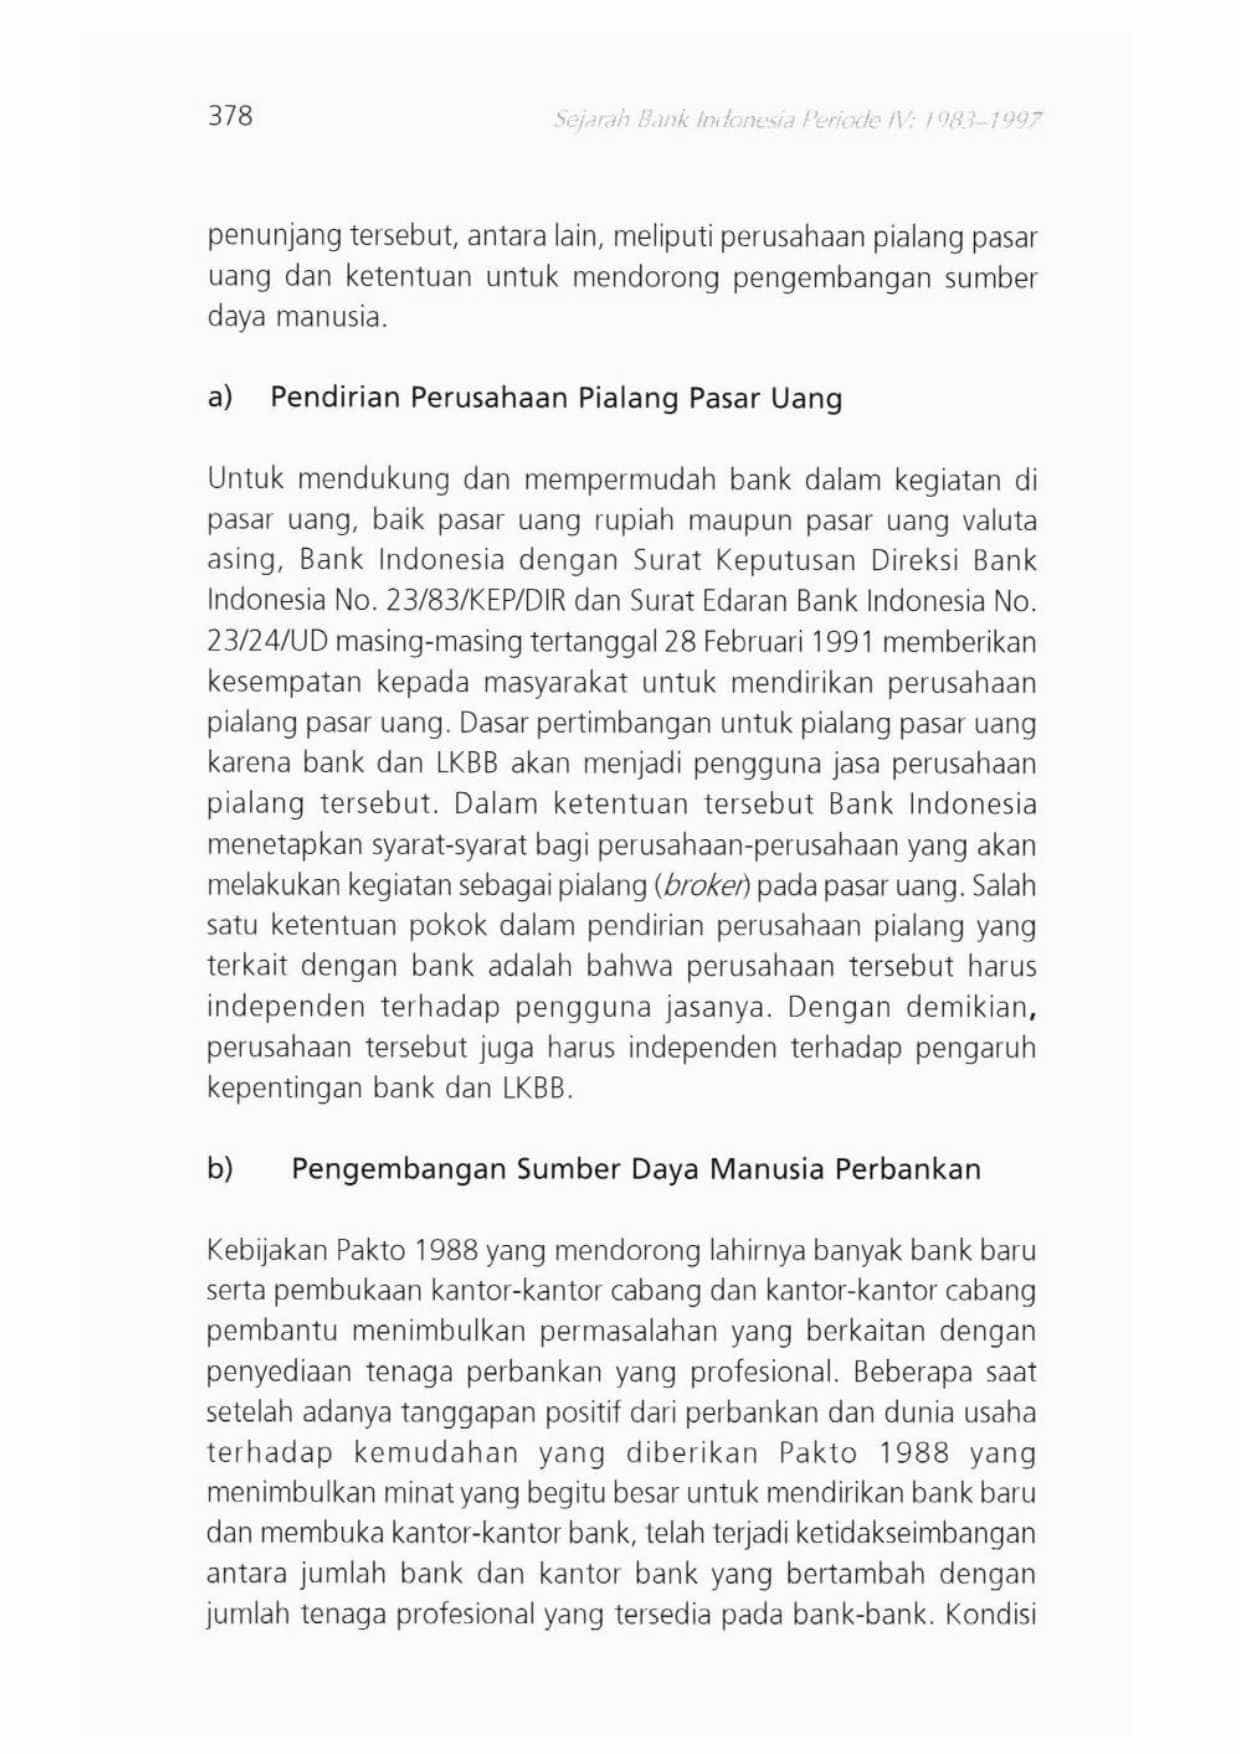 378
Sejarah Bank Indonesia Periode IV: 1983–1997
penunjang tersebut, antara lain, meliputi perusahaan pialang pasar
uang dan ketentuan untuk mendorong pengembangan sumber
daya manusia.
a) Pendirian Perusahaan Pialang Pasar Uang
Untuk mendukung dan mempermudah bank dalam kegiatan di
pasar uang, baik pasar uang rupiah maupun pasar uang valuta
asing, Bank Indonesia dengan Surat Keputusan Direksi Bank
Indonesia No. 23/83/KEP/DIR dan Surat Edaran Bank Indonesia No.
23/24/UD masing-masing tertanggal 28 Februari 1991 memberikan
kesempatan kepada masyarakat untuk mendirikan perusahaan
pialang pasar uang. Dasar pertimbangan untuk pialang pasar uang
karena bank dan LKBB akan menjadi pengguna jasa perusahaan
pialang tersebut. Dalam ketentuan tersebut Bank Indonesia
menetapkan syarat-syarat bagi perusahaan-perusahaan yang akan
melakukan kegiatan sebagai pialang (broker) pada pasar uang. Salah
satu ketentuan pokok dalam pendirian perusahaan pialang yang
terkait dengan bank adalah bahwa perusahaan tersebut harus
independen terhadap pengguna jasanya. Dengan demikian,
perusahaan tersebut juga harus independen terhadap pengaruh
kepentingan bank dan LKBB.
b) Pengembangan Sumber Daya Manusia Perbankan
Kebijakan Pakto 1988 yang mendorong lahirnya banyak bank baru
serta pembukaan kantor-kantor cabang dan kantor-kantor cabang
pembantu menimbulkan permasalahan yang berkaitan dengan
penyediaan tenaga perbankan yang profesional. Beberapa saat
setelah adanya tanggapan positif dari perbankan dan dunia usaha
terhadap kemudahan yang diberikan Pakto 1988 yang
menimbulkan minat yang begitu besar untuk mendirikan bank baru
dan membuka kantor-kantor bank, telah terjadi ketidakseimbangan
antara jumlah bank dan kantor bank yang bertambah dengan
jumlah tenaga profesional yang tersedia pada bank-bank. Kondisi